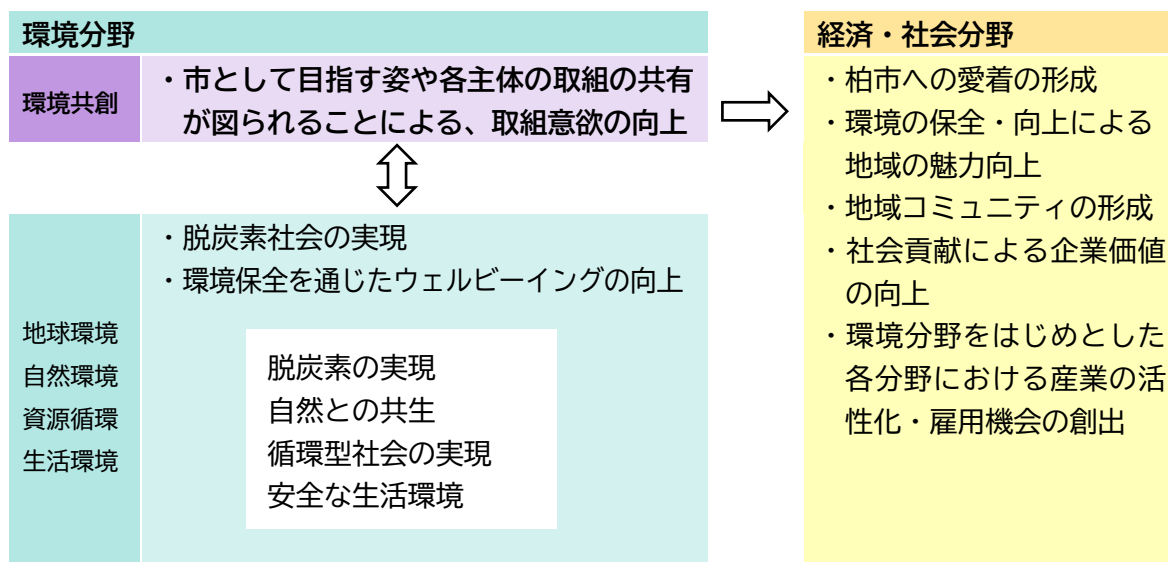 環境分野
環境共創
・市として目指す姿や各主体の取組の共有
が図られることによる、取組意欲の向上
・脱炭素社会の実現
・環境保全を通じたウェルビーイングの向上
地球環境
自然環境
資源循環
生活環境
脱炭素の実現
自然との共生
循環型社会の実現
安全な生活環境
経済・社会分野
・柏市への愛着の形成
・環境の保全・向上による
地域の魅力向上
・地域コミュニティの形成
・社会貢献による企業価値
の向上
・環境分野をはじめとした
各分野における産業の活
性化・雇用機会の創出